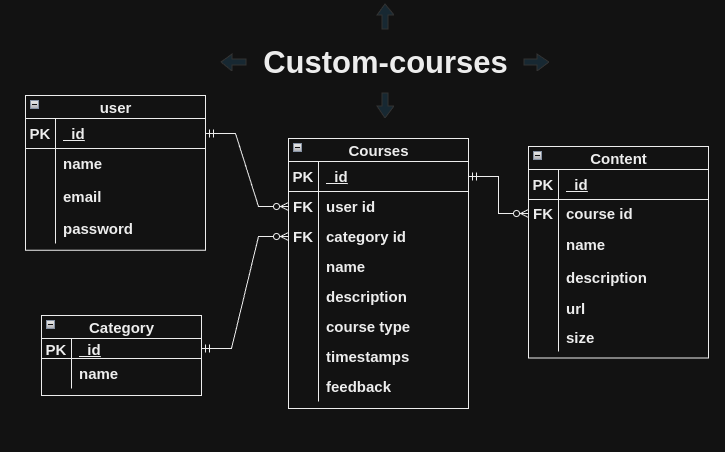 Custom-courses
user
PK _id
name
email
password
Category
PK _id
name
Courses
PK _id
FK user id
FK category id
name
description
course type
timestamps
feedback
Content
PK _id
FK course id
name
description
url
size